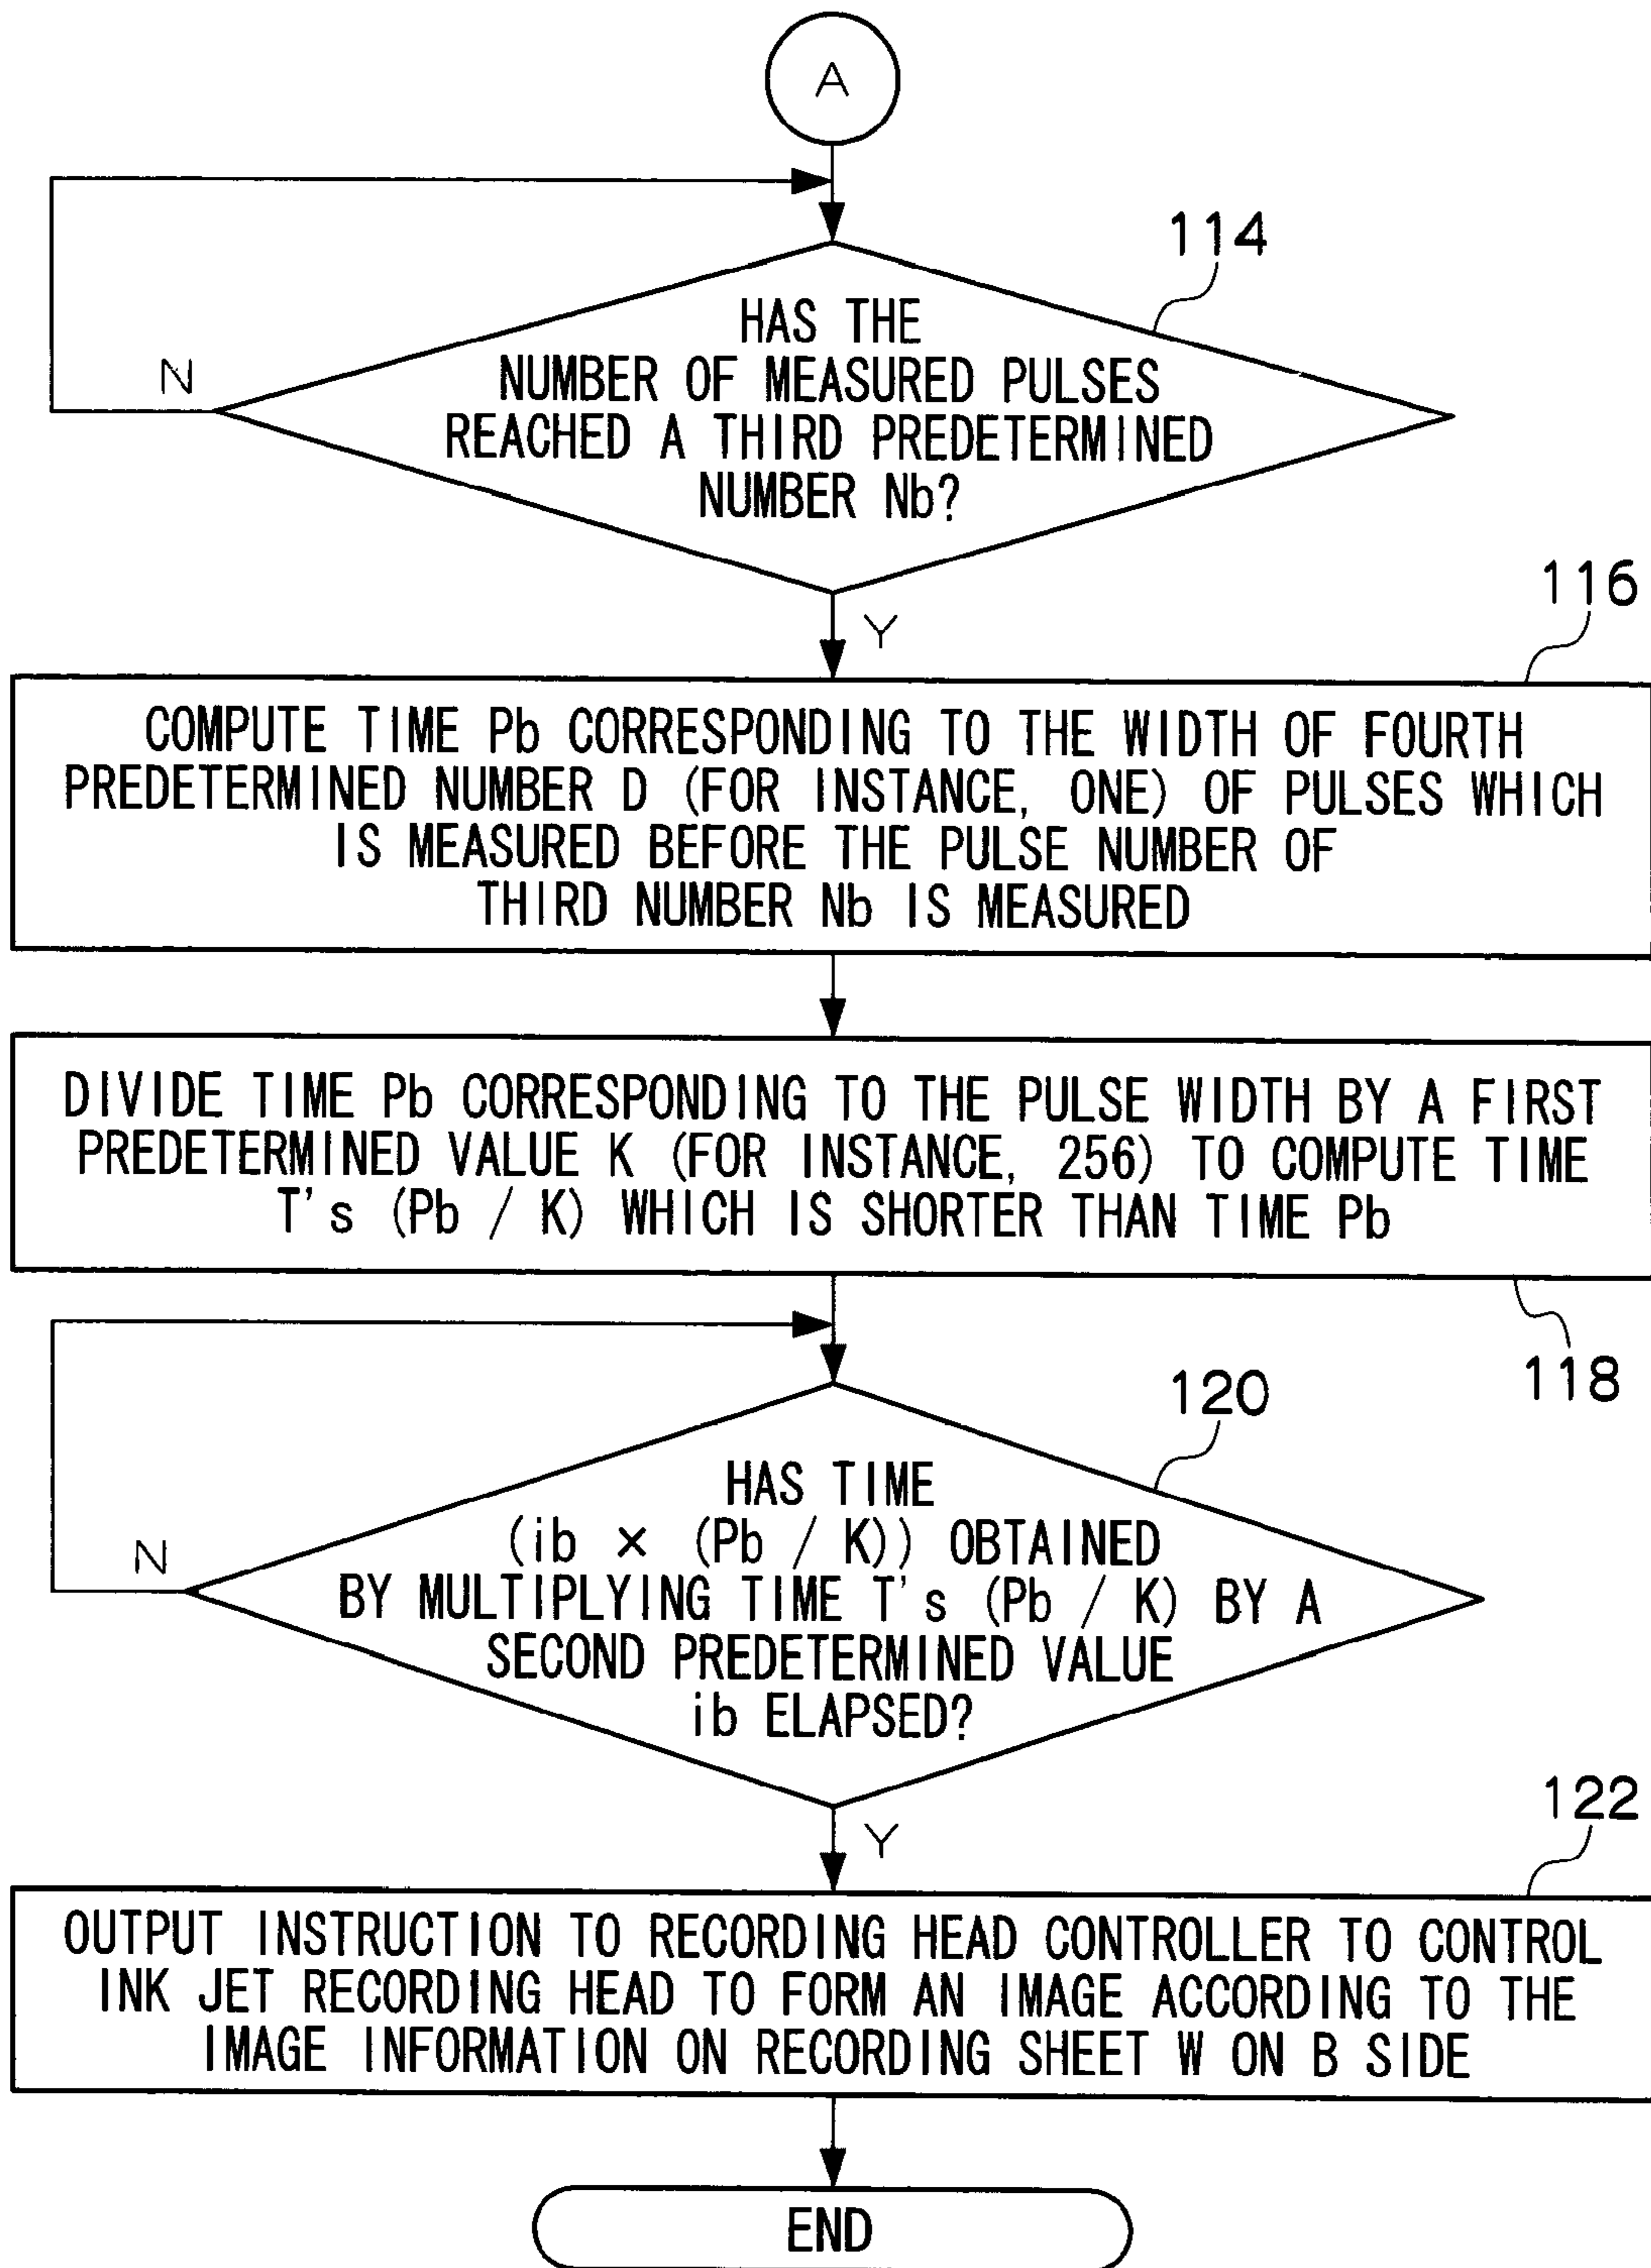 A
114
HAS THE
NUMBER OF MEASURED PULSES
REACHED A THIRD PREDETERMINED
NUMBER Nb?
N
Y
116
COMPUTE TIME Pb CORRESPONDING TO THE WIDTH OF FOURTH
PREDETERMINED NUMBER D (FOR INSTANCE, ONE) OF PULSES WHICH
IS MEASURED BEFORE THE PULSE NUMBER OF
THIRD NUMBER Nb IS MEASURED
DIVIDE TIME Pb CORRESPONDING TO THE PULSE WIDTH BY A FIRST
PREDETERMINED VALUE K (FOR INSTANCE, 256) TO COMPUTE TIME
T's (Pb / K) WHICH IS SHORTER THAN TIME Pb
118
120
HAS TIME
(ib × (Pb / K)) OBTAINED
BY MULTIPLYING TIME T's (Pb / K) BY A
SECOND PREDETERMINED VALUE
ib ELAPSED?
N
Y
122
OUTPUT INSTRUCTION TO RECORDING HEAD CONTROLLER TO CONTROL
INK JET RECORDING HEAD TO FORM AN IMAGE ACCORDING TO THE
IMAGE INFORMATION ON RECORDING SHEET W ON B SIDE
END